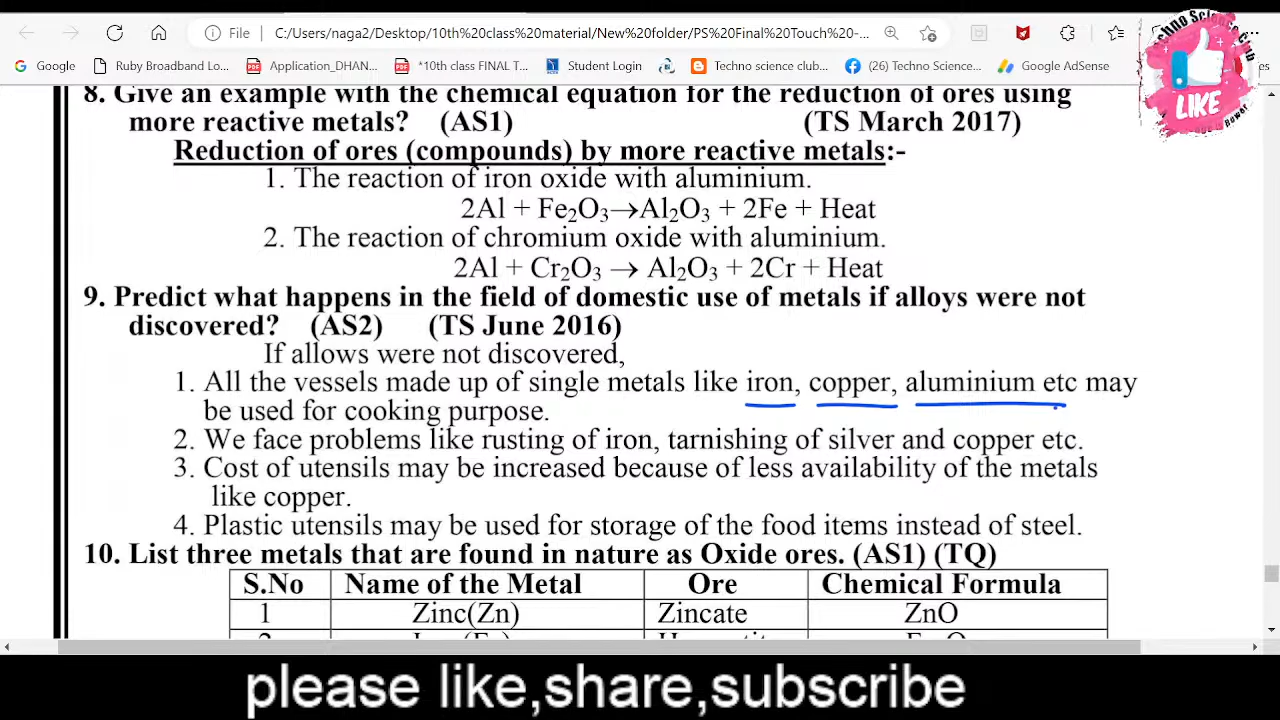 File C:/Users/naga2/Desktop/10th%20class%20material/New%20folder/PS%20Final%20Touch%20-...
Google Ruby Broadband Lo... Application_DHAN... *10th class FINAL T... Student Login Techno science club... (26) Techno Science... Google AdSense es
Techno Science Club
LIKE
8. Give an example with the chemical equation for the reduction of ores using
more reactive metals? (AS1) (TS March 2017)
Reduction of ores (compounds) by more reactive metals:-
1. The reaction of iron oxide with aluminium.
2Al + Fe₂O₃→Al₂O₃ + 2Fe + Heat
2. The reaction of chromium oxide with aluminium.
2Al + Cr₂O₃ → Al₂O₃ + 2Cr + Heat
9. Predict what happens in the field of domestic use of metals if alloys were not
discovered? (AS2) (TS June 2016)
If allows were not discovered,
1. All the vessels made up of single metals like iron, copper, aluminium etc may
be used for cooking purpose.
2. We face problems like rusting of iron, tarnishing of silver and copper etc.
3. Cost of utensils may be increased because of less availability of the metals
like copper.
4. Plastic utensils may be used for storage of the food items instead of steel.
10. List three metals that are found in nature as Oxide ores. (AS1) (TQ)
S.No Name of the Metal Ore Chemical Formula
1 Zinc(Zn) Zincate ZnO
please like,share,subscribe